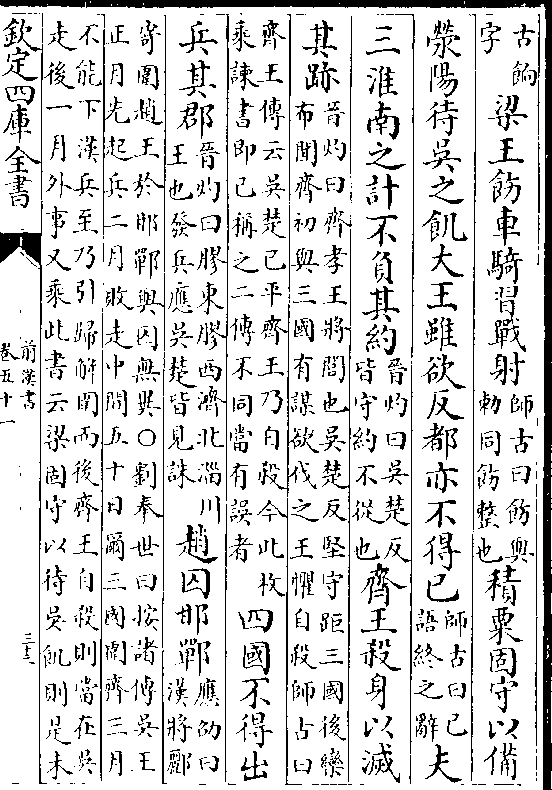 古餉
字
梁王飭車騎習戰射
師古曰飭與
勅同飭整也
積粟固守以備
滎陽待吳之飢大王雖欲反都亦不得已
師古曰已
語終之辭
夫
三淮南之計不負其約
晉灼曰吳楚反
皆守約不從也
齊王殺身以滅
其跡
晉灼曰齊孝王將閭也吳楚反堅守距三國後欒
布聞齊初與三國有謀欲伐之王懼自殺師古曰
齊王傳云吳楚已平齊王乃自殺今此枚
乘諫書即已稱之二傳不同當有誤者
四國不得出
兵其郡
晉灼曰膠東膠西濟北淄川
王也發兵應吳楚皆見誅
趙囚邯鄲
應劭曰
漢將酈
寄圍趙王於邯鄲與囚無異〇劉奉世曰按諸傳吳王
正月先起兵二月敗走中間五十日爾三國圍齊三月
不能下漢兵至乃引歸解圍而後齊王自殺則當在吳
走後一月外事又乘此書云梁固守以待吳飢則是未
欽定四庫全書
前漢書
卷五十一